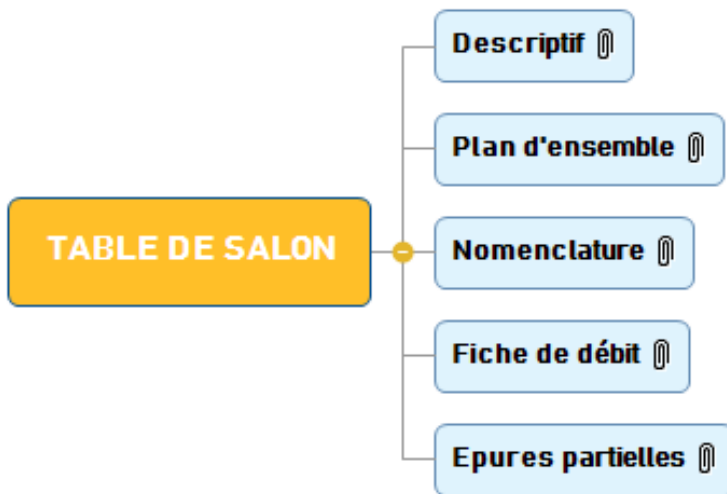 TABLE DE SALON
Descriptif
Plan d'ensemble
Nomenclature
Fiche de débit
Epures partielles